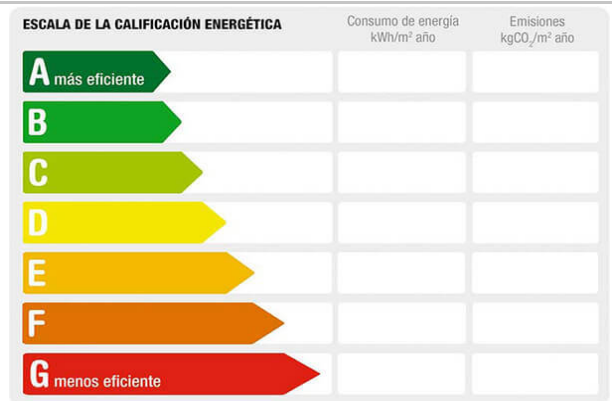 ESCALA DE LA CALIFICACIÓN ENERGÉTICA
Consumo de energía
kWh/m² año
Emisiones
kgCO₂/m² año
A más eficiente
B
C
D
E
F
G menos eficiente